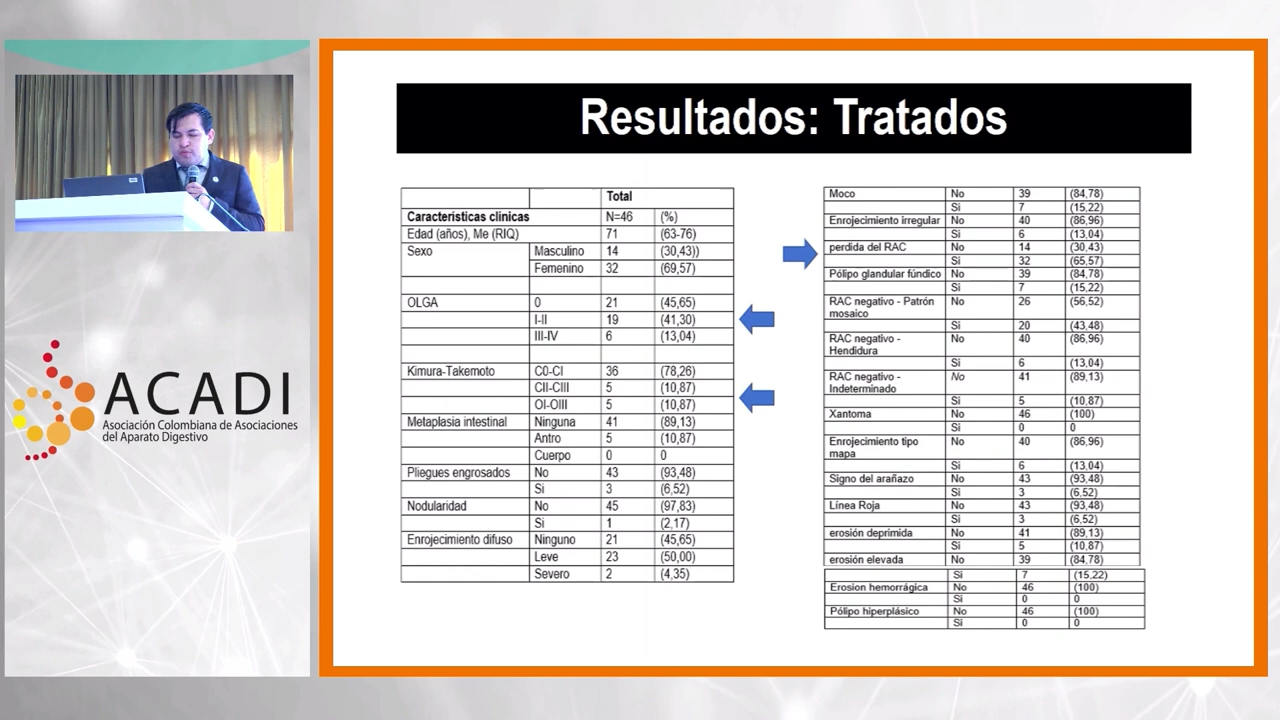 Resultados: Tratados
Total
Características clínicas N=46 (%)
Edad (años), Me (RIQ) 71 (63-76)
Sexo Masculino 14 (30,43))
Femenino 32 (69,57)
OLGA 0 21 (45,65)
I-II 19 (41,30)
III-IV 6 (13,04)
Kimura-Takemoto C0-CI 36 (78,26)
CII-CIII 5 (10,87)
OI-OIII 5 (10,87)
Metaplasia intestinal Ninguna 41 (89,13)
Antro 5 (10,87)
Cuerpo 0 0
Pliegues engrosados No 43 (93,48)
Si 3 (6,52)
Nodularidad No 45 (97,83)
Si 1 (2,17)
Enrojecimiento difuso Ninguno 21 (45,65)
Leve 23 (50,00)
Severo 2 (4,35)
Moco No 39 (84,78)
Si 7 (15,22)
Enrojecimiento irregular No 40 (86,96)
Si 6 (13,04)
perdida del RAC No 14 (30,43)
Si 32 (65,57)
Pólipo glandular fúndico No 39 (84,78)
Si 7 (15,22)
RAC negativo - Patrón No 26 (56,52)
mosaico
Si 20 (43,48)
RAC negativo - No 40 (86,96)
Hendidura
Si 6 (13,04)
RAC negativo - No 41 (89,13)
Indeterminado
Si 5 (10,87)
Xantoma No 46 (100)
Si 0 0
Enrojecimiento tipo No 40 (86,96)
mapa
Si 6 (13,04)
Signo del arañazo No 43 (93,48)
Si 3 (6,52)
Línea Roja No 43 (93,48)
Si 3 (6,52)
erosión deprimida No 41 (89,13)
Si 5 (10,87)
erosión elevada No 39 (84,78)
Si 7 (15,22)
Erosion hemorrágica No 46 (100)
Si 0 0
Pólipo hiperplásico No 46 (100)
Si 0 0
ACADI
Asociación Colombiana de Asociaciones
del Aparato Digestivo